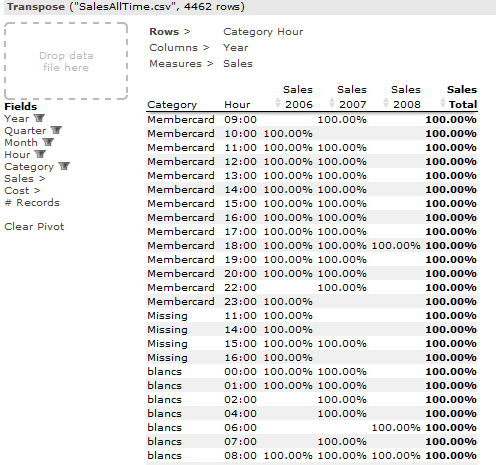 Transpose ("SalesAllTime.csv", 4462 rows)
Drop data
file here
Fields
Year
Quarter
Month
Hour
Category
Sales >
Cost >
# Records
Clear Pivot
Rows > Category Hour
Columns > Year
Measures > Sales
Sales Sales Sales Sales
Category Hour 2006 2007 2008 Total
Membercard 09:00 100.00% 100.00%
Membercard 10:00 100.00% 100.00%
Membercard 11:00 100.00% 100.00% 100.00%
Membercard 12:00 100.00% 100.00% 100.00%
Membercard 13:00 100.00% 100.00% 100.00%
Membercard 14:00 100.00% 100.00% 100.00%
Membercard 15:00 100.00% 100.00% 100.00%
Membercard 16:00 100.00% 100.00% 100.00%
Membercard 17:00 100.00% 100.00% 100.00%
Membercard 18:00 100.00% 100.00% 100.00% 100.00%
Membercard 19:00 100.00% 100.00% 100.00%
Membercard 20:00 100.00% 100.00% 100.00%
Membercard 22:00 100.00% 100.00%
Membercard 23:00 100.00% 100.00%
Missing 11:00 100.00% 100.00%
Missing 14:00 100.00% 100.00%
Missing 15:00 100.00% 100.00% 100.00%
Missing 16:00 100.00% 100.00%
blancs 00:00 100.00% 100.00% 100.00%
blancs 01:00 100.00% 100.00% 100.00%
blancs 02:00 100.00% 100.00%
blancs 04:00 100.00% 100.00%
blancs 06:00 100.00% 100.00%
blancs 07:00 100.00% 100.00%
blancs 08:00 100.00% 100.00% 100.00% 100.00%